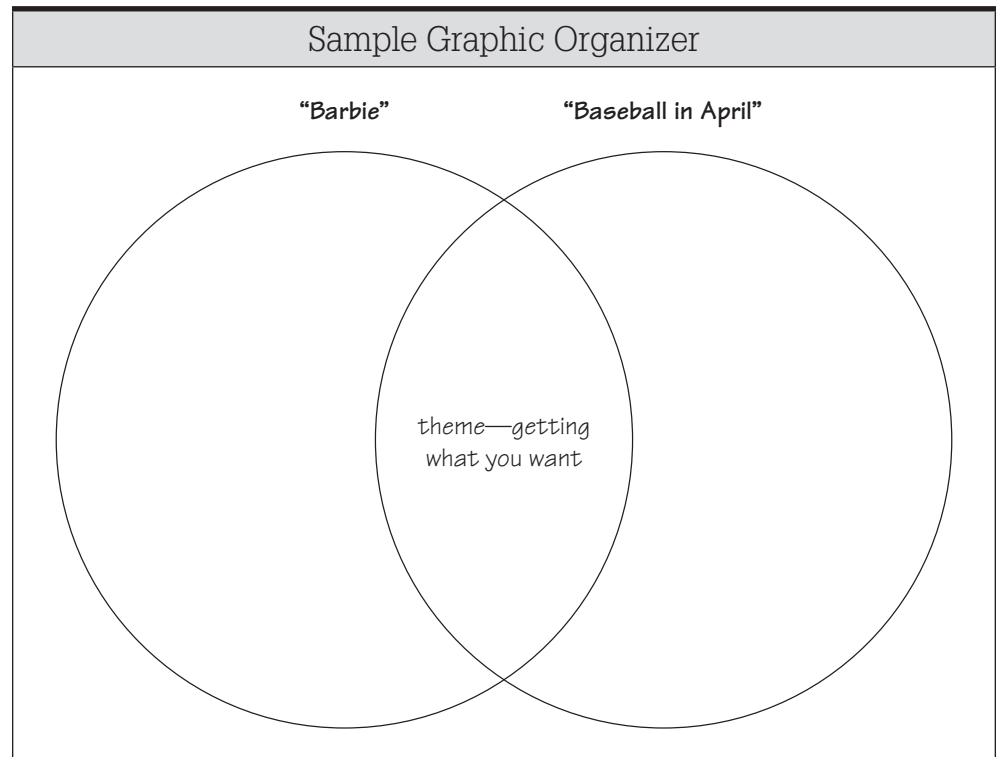 Sample Graphic Organizer
“Barbie” “Baseball in April”
theme—getting
what you want